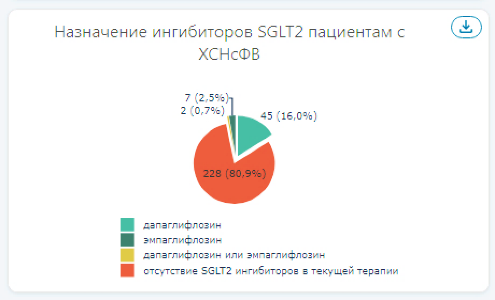 Назначение ингибиторов SGLT2 пациентам с
ХСНсФВ
7 (2,5%)
2 (0,7%)
45 (16,0%)
228 (80,9%)
дапаглифлозин
эмпаглифлозин
дапаглифлозин или эмпаглифлозин
отсутствие SGLT2 ингибиторов в текущей терапии